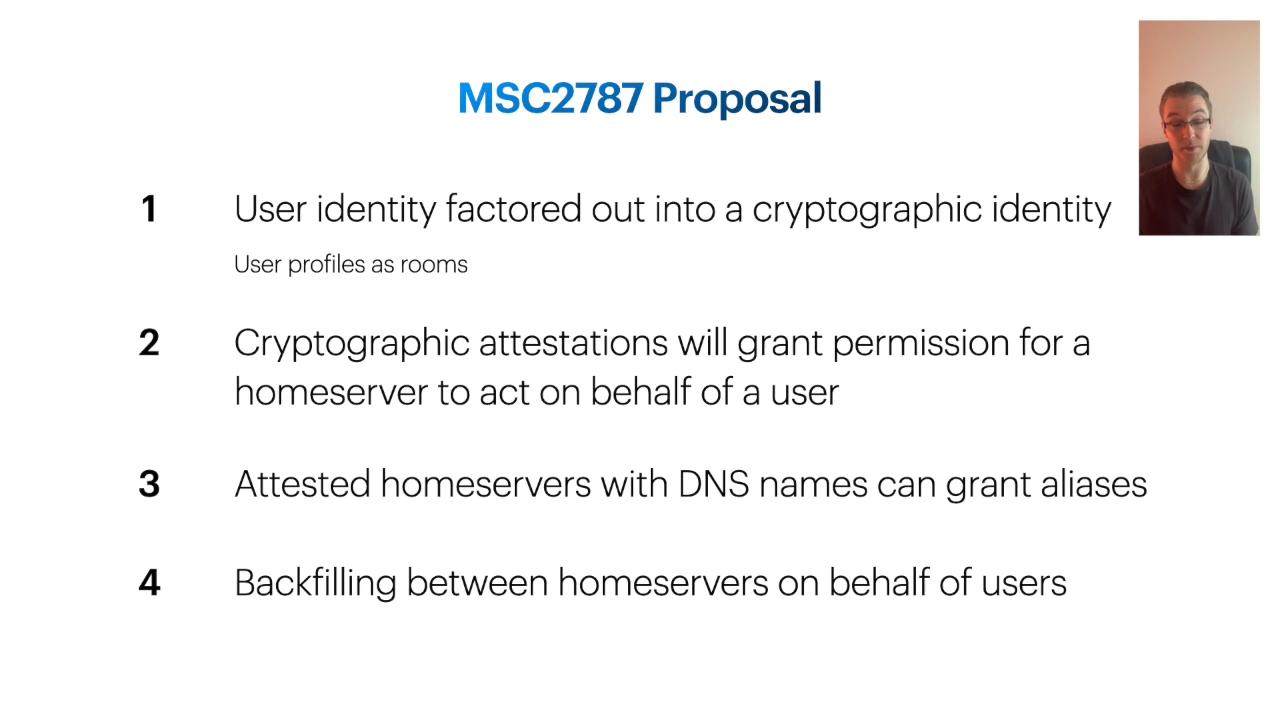 MSC2787 Proposal
1 User identity factored out into a cryptographic identity
User profiles as rooms
2 Cryptographic attestations will grant permission for a
homeserver to act on behalf of a user
3 Attested homeservers with DNS names can grant aliases
4 Backfilling between homeservers on behalf of users